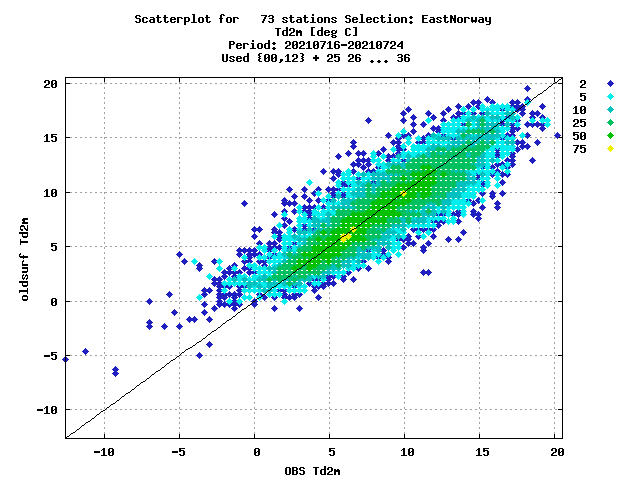 Scatterplot for   73 stations Selection: EastNorway
Td2m [deg C]
Period: 20210716-20210724
Used {00,12} + 25 26 ... 36
20
15
10
5
0
-5
-10
oldsurf Td2m
-10 -5 0 5 10 15 20
OBS Td2m
2
5
10
25
50
75